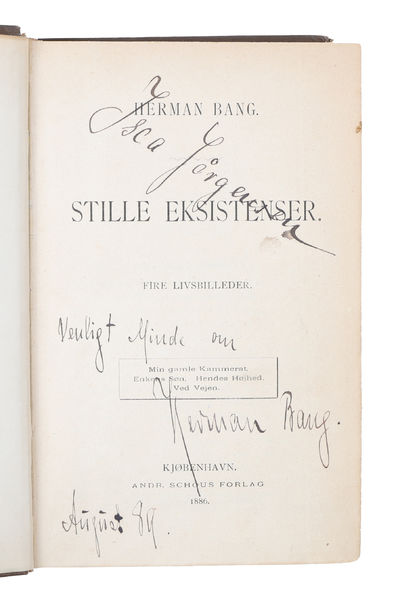 HERMAN BANG.
Isca Jörgensen
STILLE EKSISTENSER.
FIRE LIVSBILLEDER.
Venligt Minde om
Min gamle Kammerat.
Enkens Søn. Hendes Højhed.
Ved Vejen.
Herman Bang.
KJØBENHAVN.
ANDR. SCHOUS FORLAG
1886.
August 89.